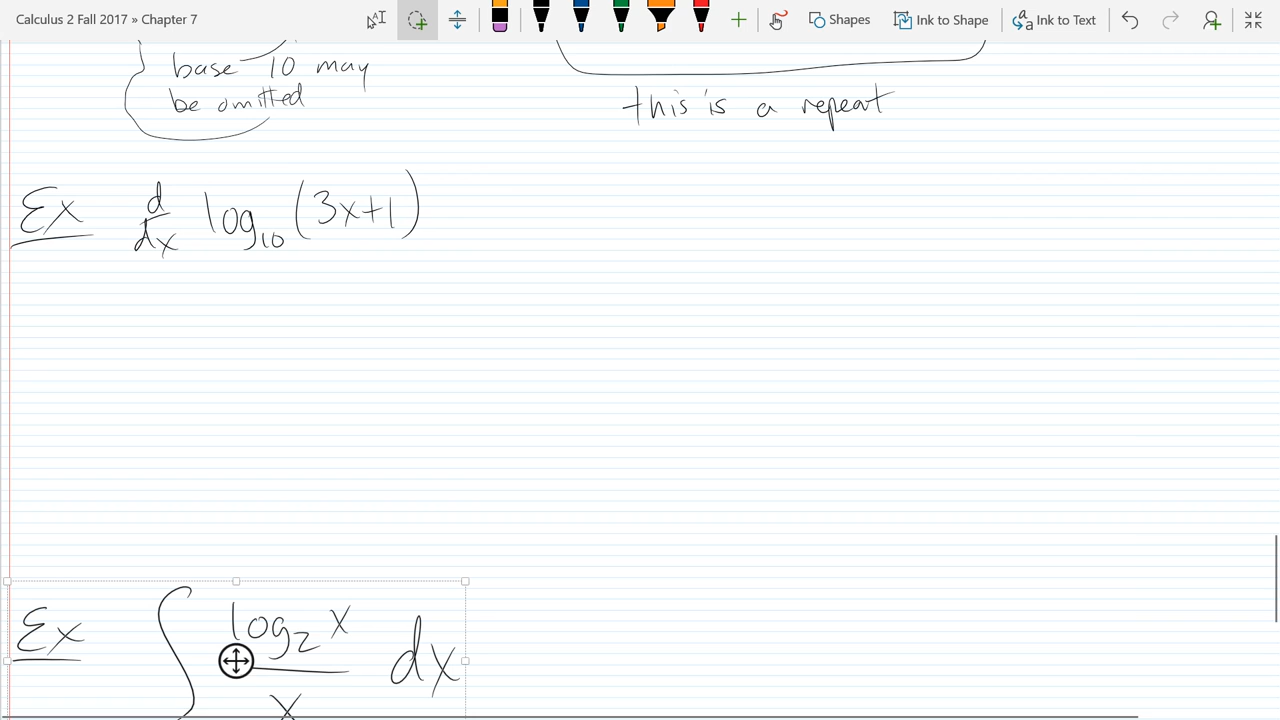 Calculus 2 Fall 2017 » Chapter 7
Shapes Ink to Shape Ink to Text
base 10 may
be omitted
this is a repeat
Ex d/dx log₁₀ (3x+1)
Ex ∫ log₂ x / x dx